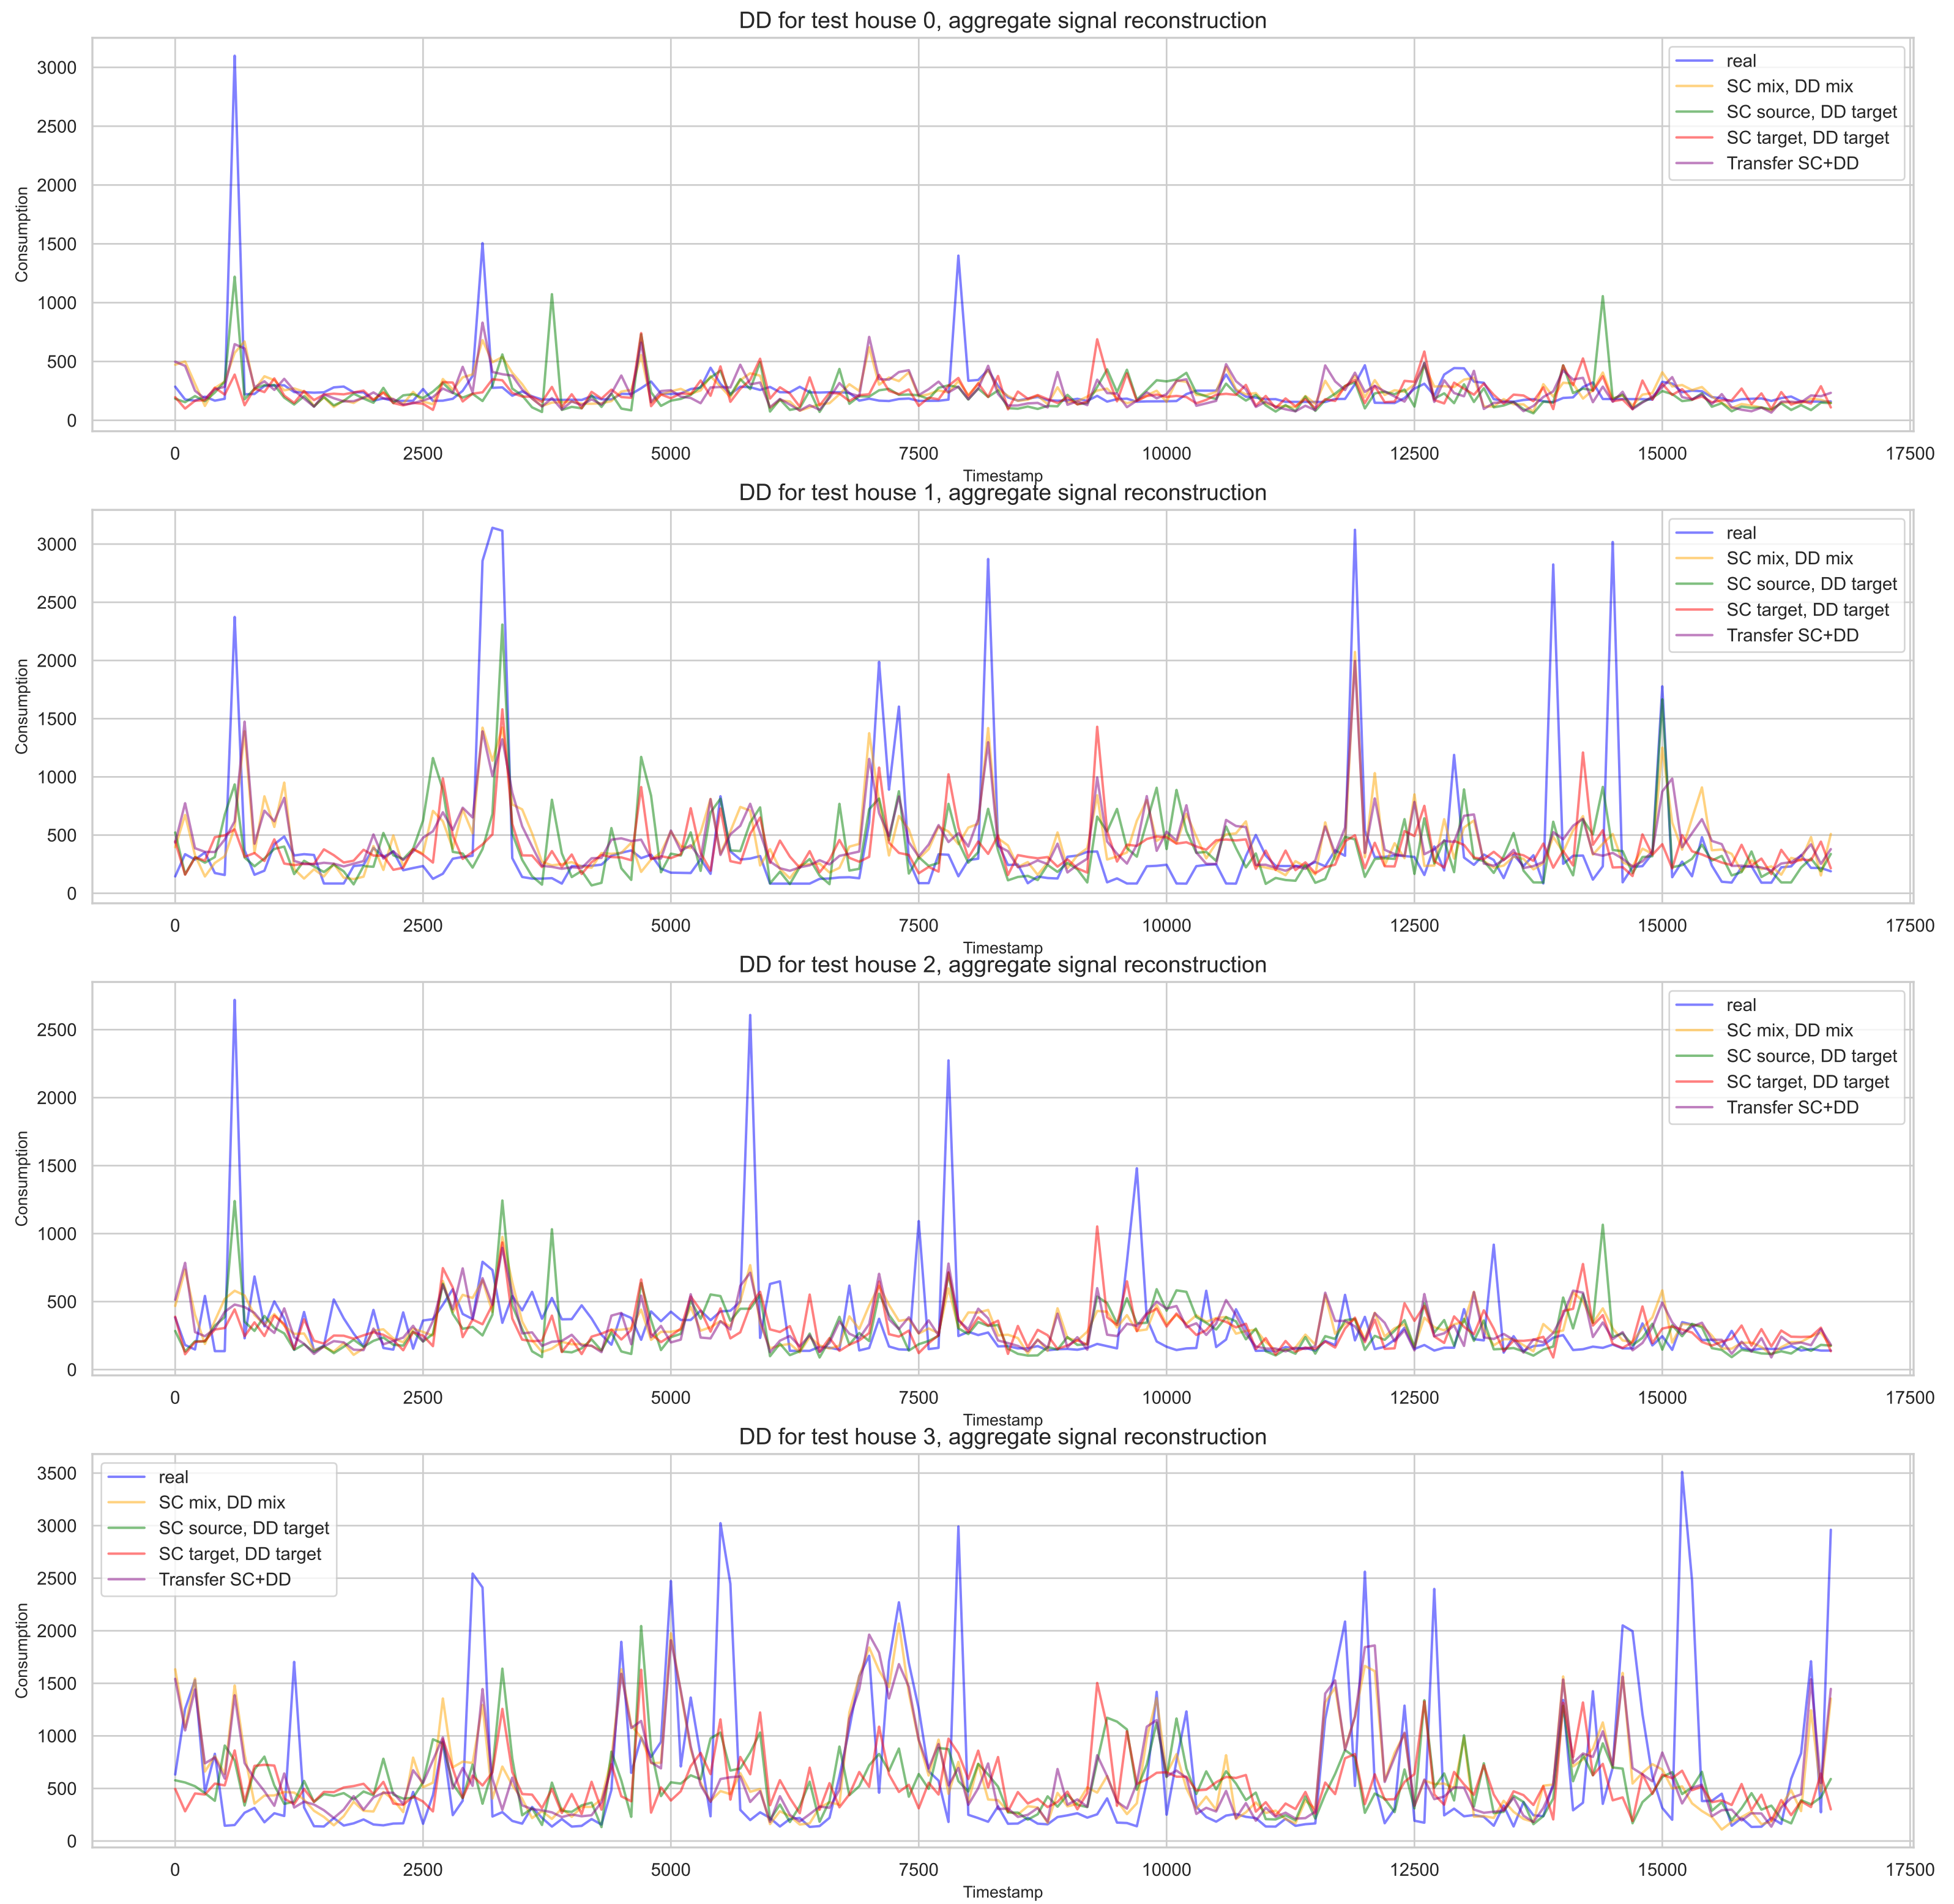 DD for test house 0, aggregate signal reconstruction
3000
2500
2000
1500
1000
500
0
Consumption
real
SC mix, DD mix
SC source, DD target
SC target, DD target
Transfer SC+DD
0 2500 5000 7500 10000 12500 15000 17500
Timestamp
DD for test house 1, aggregate signal reconstruction
3000
2500
2000
1500
1000
500
0
Consumption
real
SC mix, DD mix
SC source, DD target
SC target, DD target
Transfer SC+DD
0 2500 5000 7500 10000 12500 15000 17500
Timestamp
DD for test house 2, aggregate signal reconstruction
2500
2000
1500
1000
500
0
Consumption
real
SC mix, DD mix
SC source, DD target
SC target, DD target
Transfer SC+DD
0 2500 5000 7500 10000 12500 15000 17500
Timestamp
DD for test house 3, aggregate signal reconstruction
3500
3000
2500
2000
1500
1000
500
0
Consumption
real
SC mix, DD mix
SC source, DD target
SC target, DD target
Transfer SC+DD
0 2500 5000 7500 10000 12500 15000 17500
Timestamp